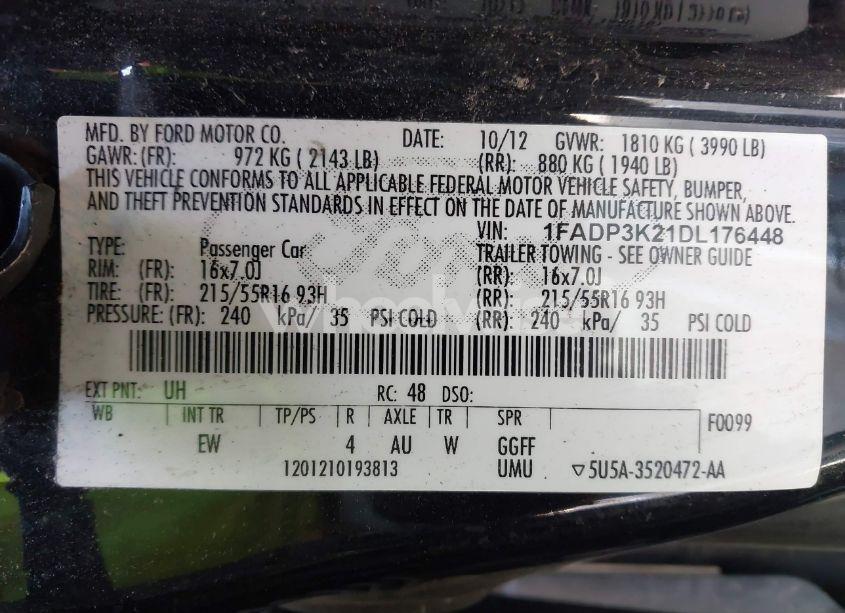 MFD. BY FORD MOTOR CO. DATE: 10/12 GVWR: 1810 KG ( 3990 LB)
GAWR: (FR): 972 KG ( 2143 LB) (RR): 880 KG ( 1940 LB)
THIS VEHICLE CONFORMS TO ALL APPLICABLE FEDERAL MOTOR VEHICLE SAFETY, BUMPER,
AND THEFT PREVENTION STANDARDS IN EFFECT ON THE DATE OF MANUFACTURE SHOWN ABOVE.
VIN: 1FADP3K21DL176448
TYPE: Passenger Car TRAILER TOWING - SEE OWNER GUIDE
RIM: (FR): 16x7.0J (RR): 16x7.0J
TIRE: (FR): 215/55R16 93H (RR): 215/55R16 93H
PRESSURE: (FR): 240 kPa/ 35 PSI COLD (RR): 240 kPa/ 35 PSI COLD
EXT PNT: UH RC: 48 DSO:
WB INT TR TP/PS R AXLE TR SPR F0099
EW 4 AU W GGFF
1201210193813 UMU ▽5U5A-3520472-AA